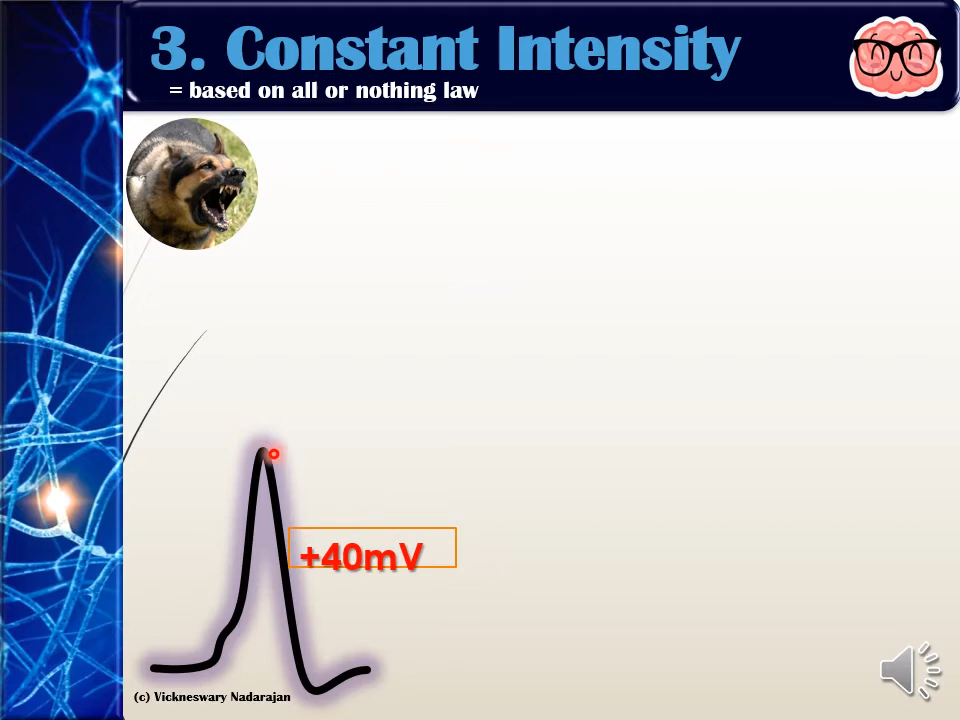 3. Constant Intensity
= based on all or nothing law
+40mV
(c) Vickneswary Nadarajan